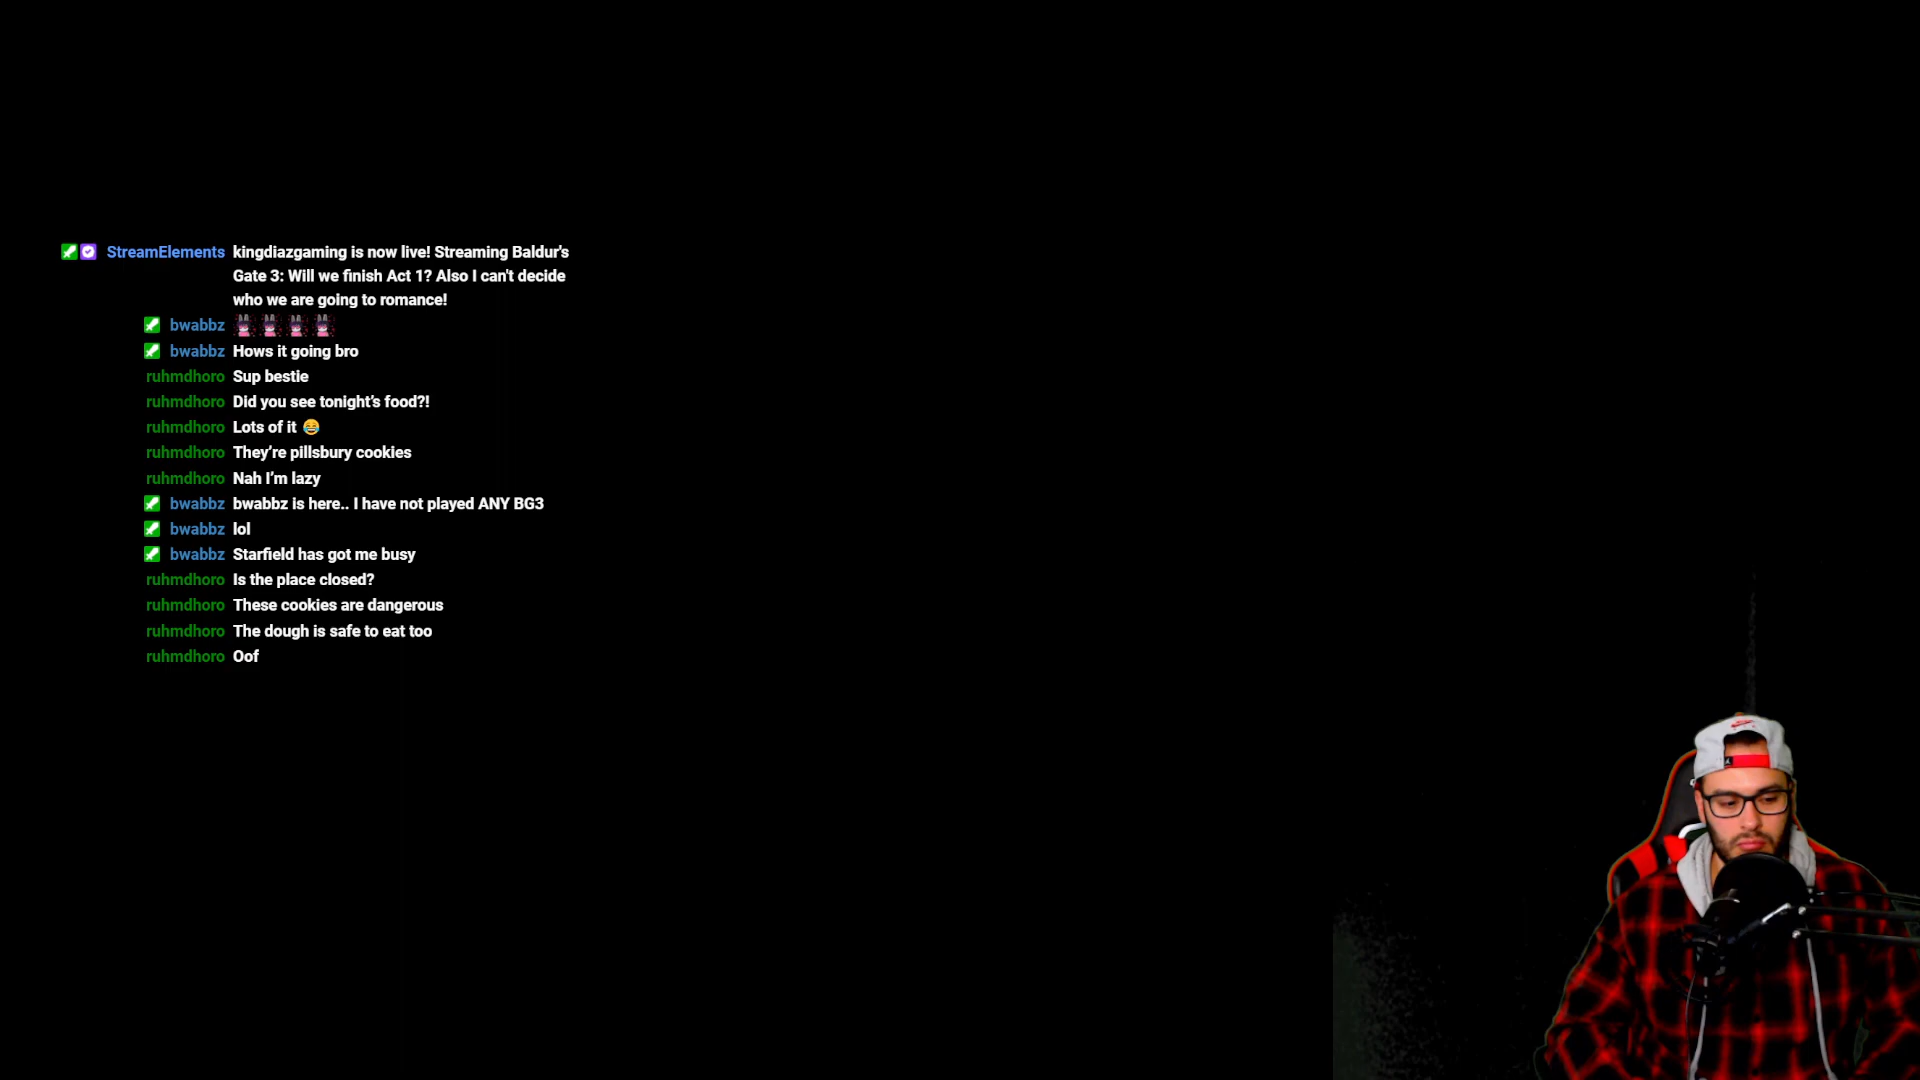 StreamElements kingdiazgaming is now live! Streaming Baldur's
Gate 3: Will we finish Act 1? Also I can't decide
who we are going to romance!
bwabbz
bwabbz Hows it going bro
ruhmdhoro Sup bestie
ruhmdhoro Did you see tonight’s food?!
ruhmdhoro Lots of it 😂
ruhmdhoro They’re pillsbury cookies
ruhmdhoro Nah I’m lazy
bwabbz bwabbz is here.. I have not played ANY BG3
bwabbz lol
bwabbz Starfield has got me busy
ruhmdhoro Is the place closed?
ruhmdhoro These cookies are dangerous
ruhmdhoro The dough is safe to eat too
ruhmdhoro Oof